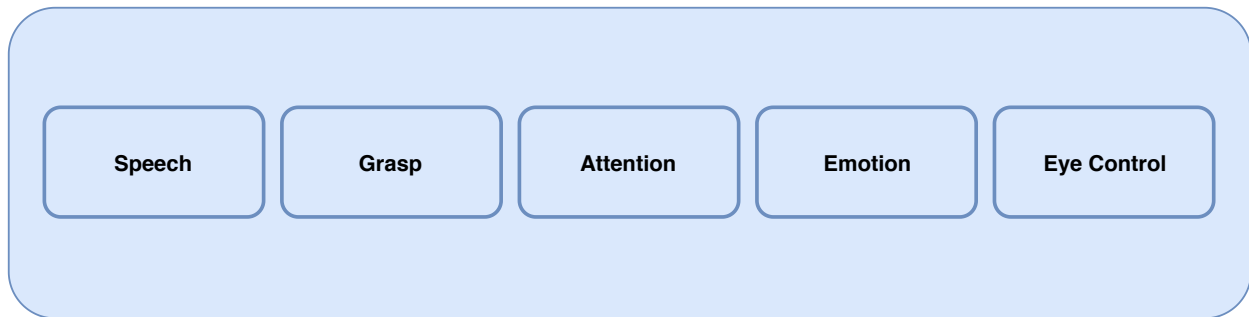 Speech
Grasp
Attention
Emotion
Eye Control